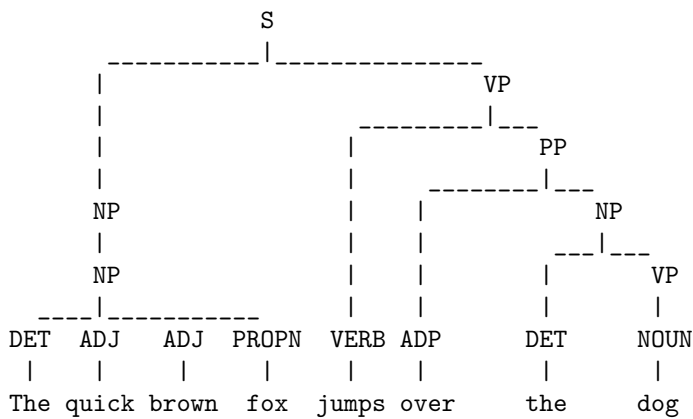 S
VP
PP
NP NP
NP VP
DET ADJ ADJ PROPN VERB ADP DET NOUN
The quick brown fox jumps over the dog